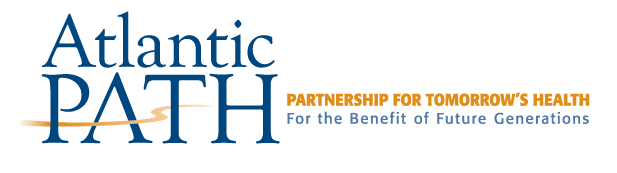 Atlantic
PATH
PARTNERSHIP FOR TOMORROW'S HEALTH
For the Benefit of Future Generations